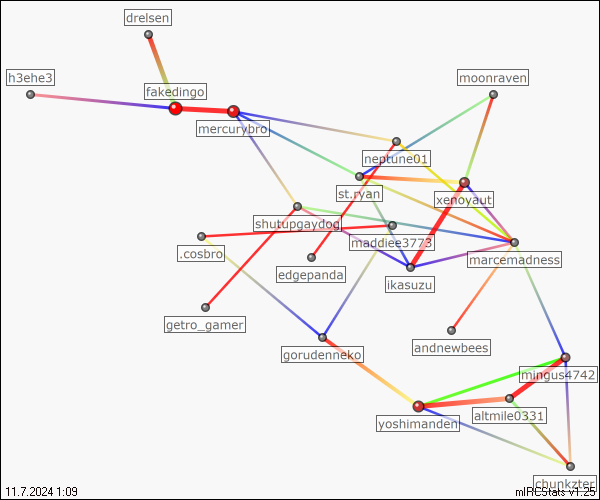 drelsen
h3ehe3
moonraven
fakedingo
mercurybro
neptune01
st.ryan
xenoyaut
shutupgaydog
maddiee3773
.cosbro
marcemadness
edgepanda
ikasuzu
getro_gamer
andnewbees
gorudenneko
mingus4742
yoshimanden
altmile0331
chunkzter
11.7.2024 1:09
mIRCStats v1.25